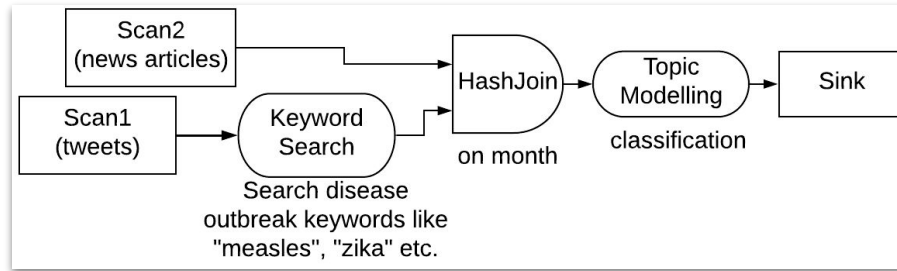 Scan2
(news articles)
Scan1
(tweets)
Keyword
Search
Search disease
outbreak keywords like
"measles", "zika" etc.
HashJoin
on month
Topic
Modelling
classification
Sink